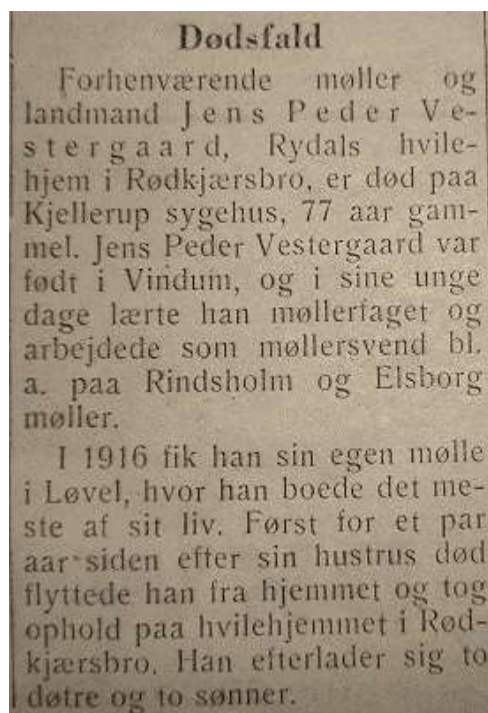 Dødsfald
Forhenværende møller og
landmand Jens Peder Ve-
stergaard, Rydals hvile-
hjem i Rødkjærsbro, er død paa
Kjellerup sygehus, 77 aar gam-
mel. Jens Peder Vestergaard var
født i Vindum, og i sine unge
dage lærte han møllerfaget og
arbejdede som møllersvend bl.
a. paa Rindsholm og Elsborg
møller.
I 1916 fik han sin egen mølle
i Løvel, hvor han boede det me-
ste af sit liv. Først for et par
aar siden efter sin hustrus død
flyttede han fra hjemmet og tog
ophold paa hvilehjemmet i Rød-
kjærsbro. Han efterlader sig to
døtre og to sønner.